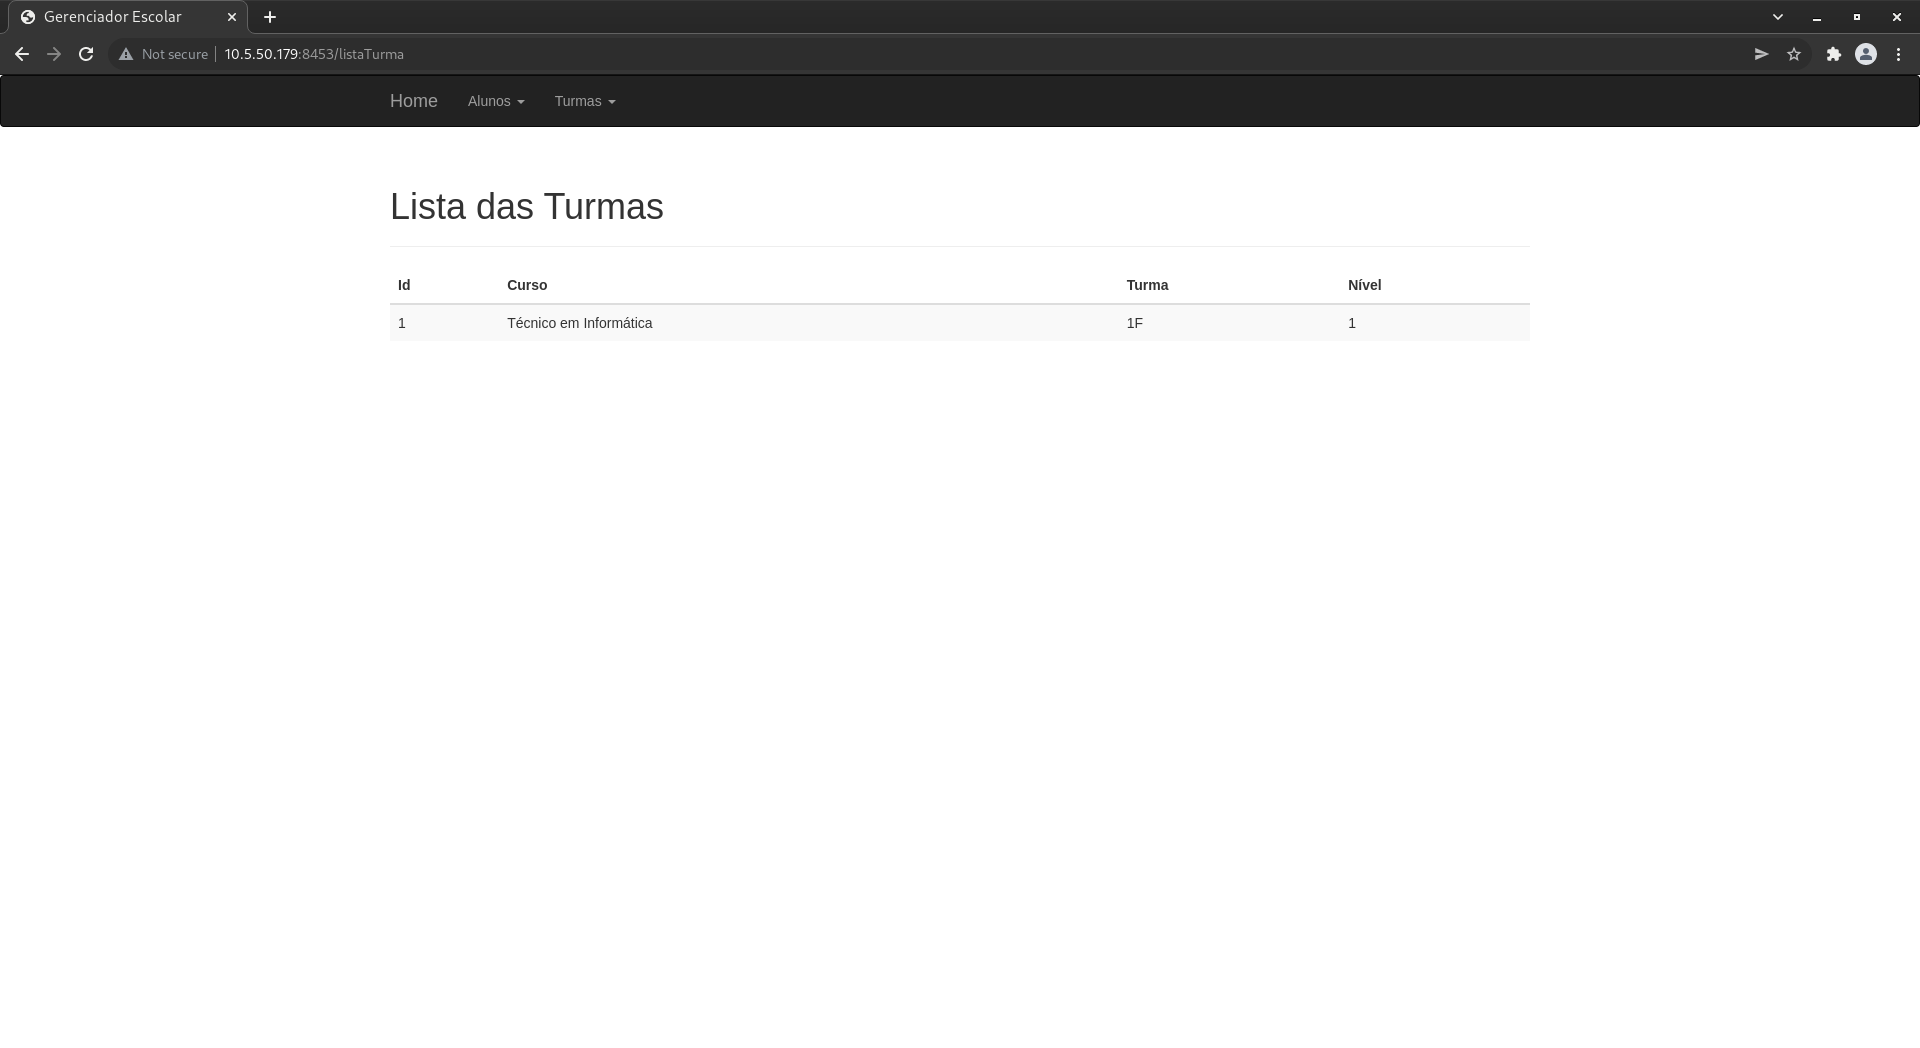 Gerenciador Escolar
Not secure 10.5.50.179:8453/listaTurma
Home Alunos Turmas
Lista das Turmas
Id Curso Turma Nível
1 Técnico em Informática 1F 1